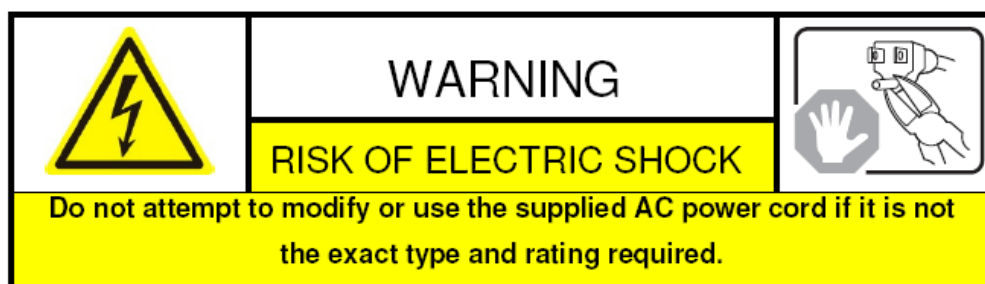 WARNING
RISK OF ELECTRIC SHOCK
Do not attempt to modify or use the supplied AC power cord if it is not
the exact type and rating required.